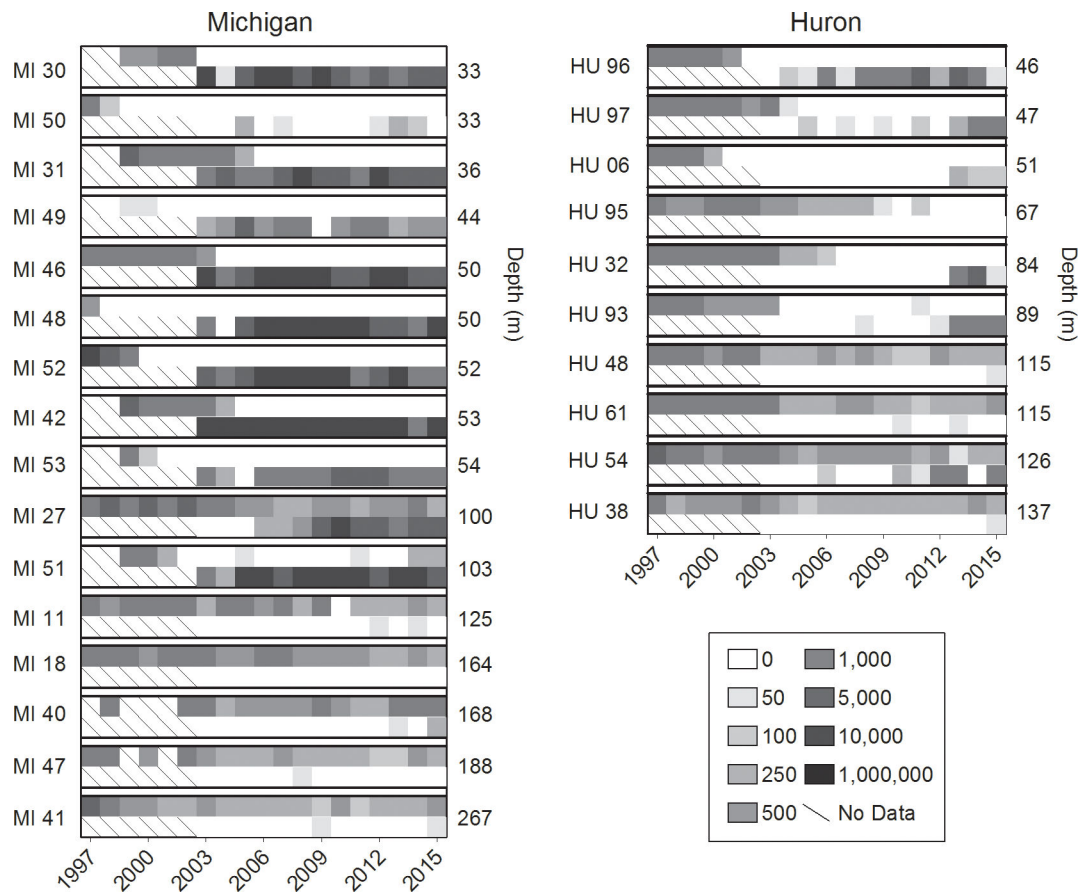 Michigan
MI 30 33
MI 50 33
MI 31 36
MI 49 44
MI 46 50
MI 48 50
MI 52 52
MI 42 53
MI 53 54
MI 27 100
MI 51 103
MI 11 125
MI 18 164
MI 40 168
MI 47 188
MI 41 267
Depth (m)
1997 2000 2003 2006 2009 2012 2015
Huron
HU 96 46
HU 97 47
HU 06 51
HU 95 67
HU 32 84
HU 93 89
HU 48 115
HU 61 115
HU 54 126
HU 38 137
Depth (m)
1997 2000 2003 2006 2009 2012 2015
0 1,000
50 5,000
100 10,000
250 1,000,000
500 No Data